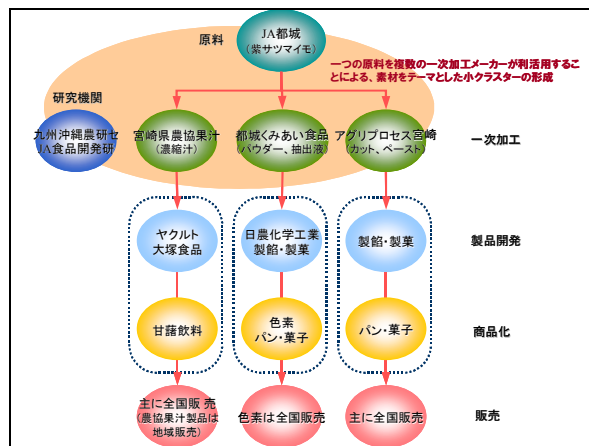 原料
JA都城
(紫サツマイモ)
一つの原料を複数の一次加工メーカーが利活用するこ
とによる、素材をテーマとした小クラスターの形成
研究機関
九州沖縄農研セ
JA食品開発研
宮崎県農協果汁
(濃縮汁)
都城くみあい食品
(パウダー、抽出液)
アグリプロセス宮崎
(カット、ペースト)
一次加工
ヤクルト
大塚食品
日農化学工業
製餡・製菓
製餡・製菓
製品開発
甘藷飲料
色素
パン・菓子
パン・菓子
商品化
主に全国販 売
(農協果汁製品は
地域販売)
色素は全国販売
主に全国販売
販売